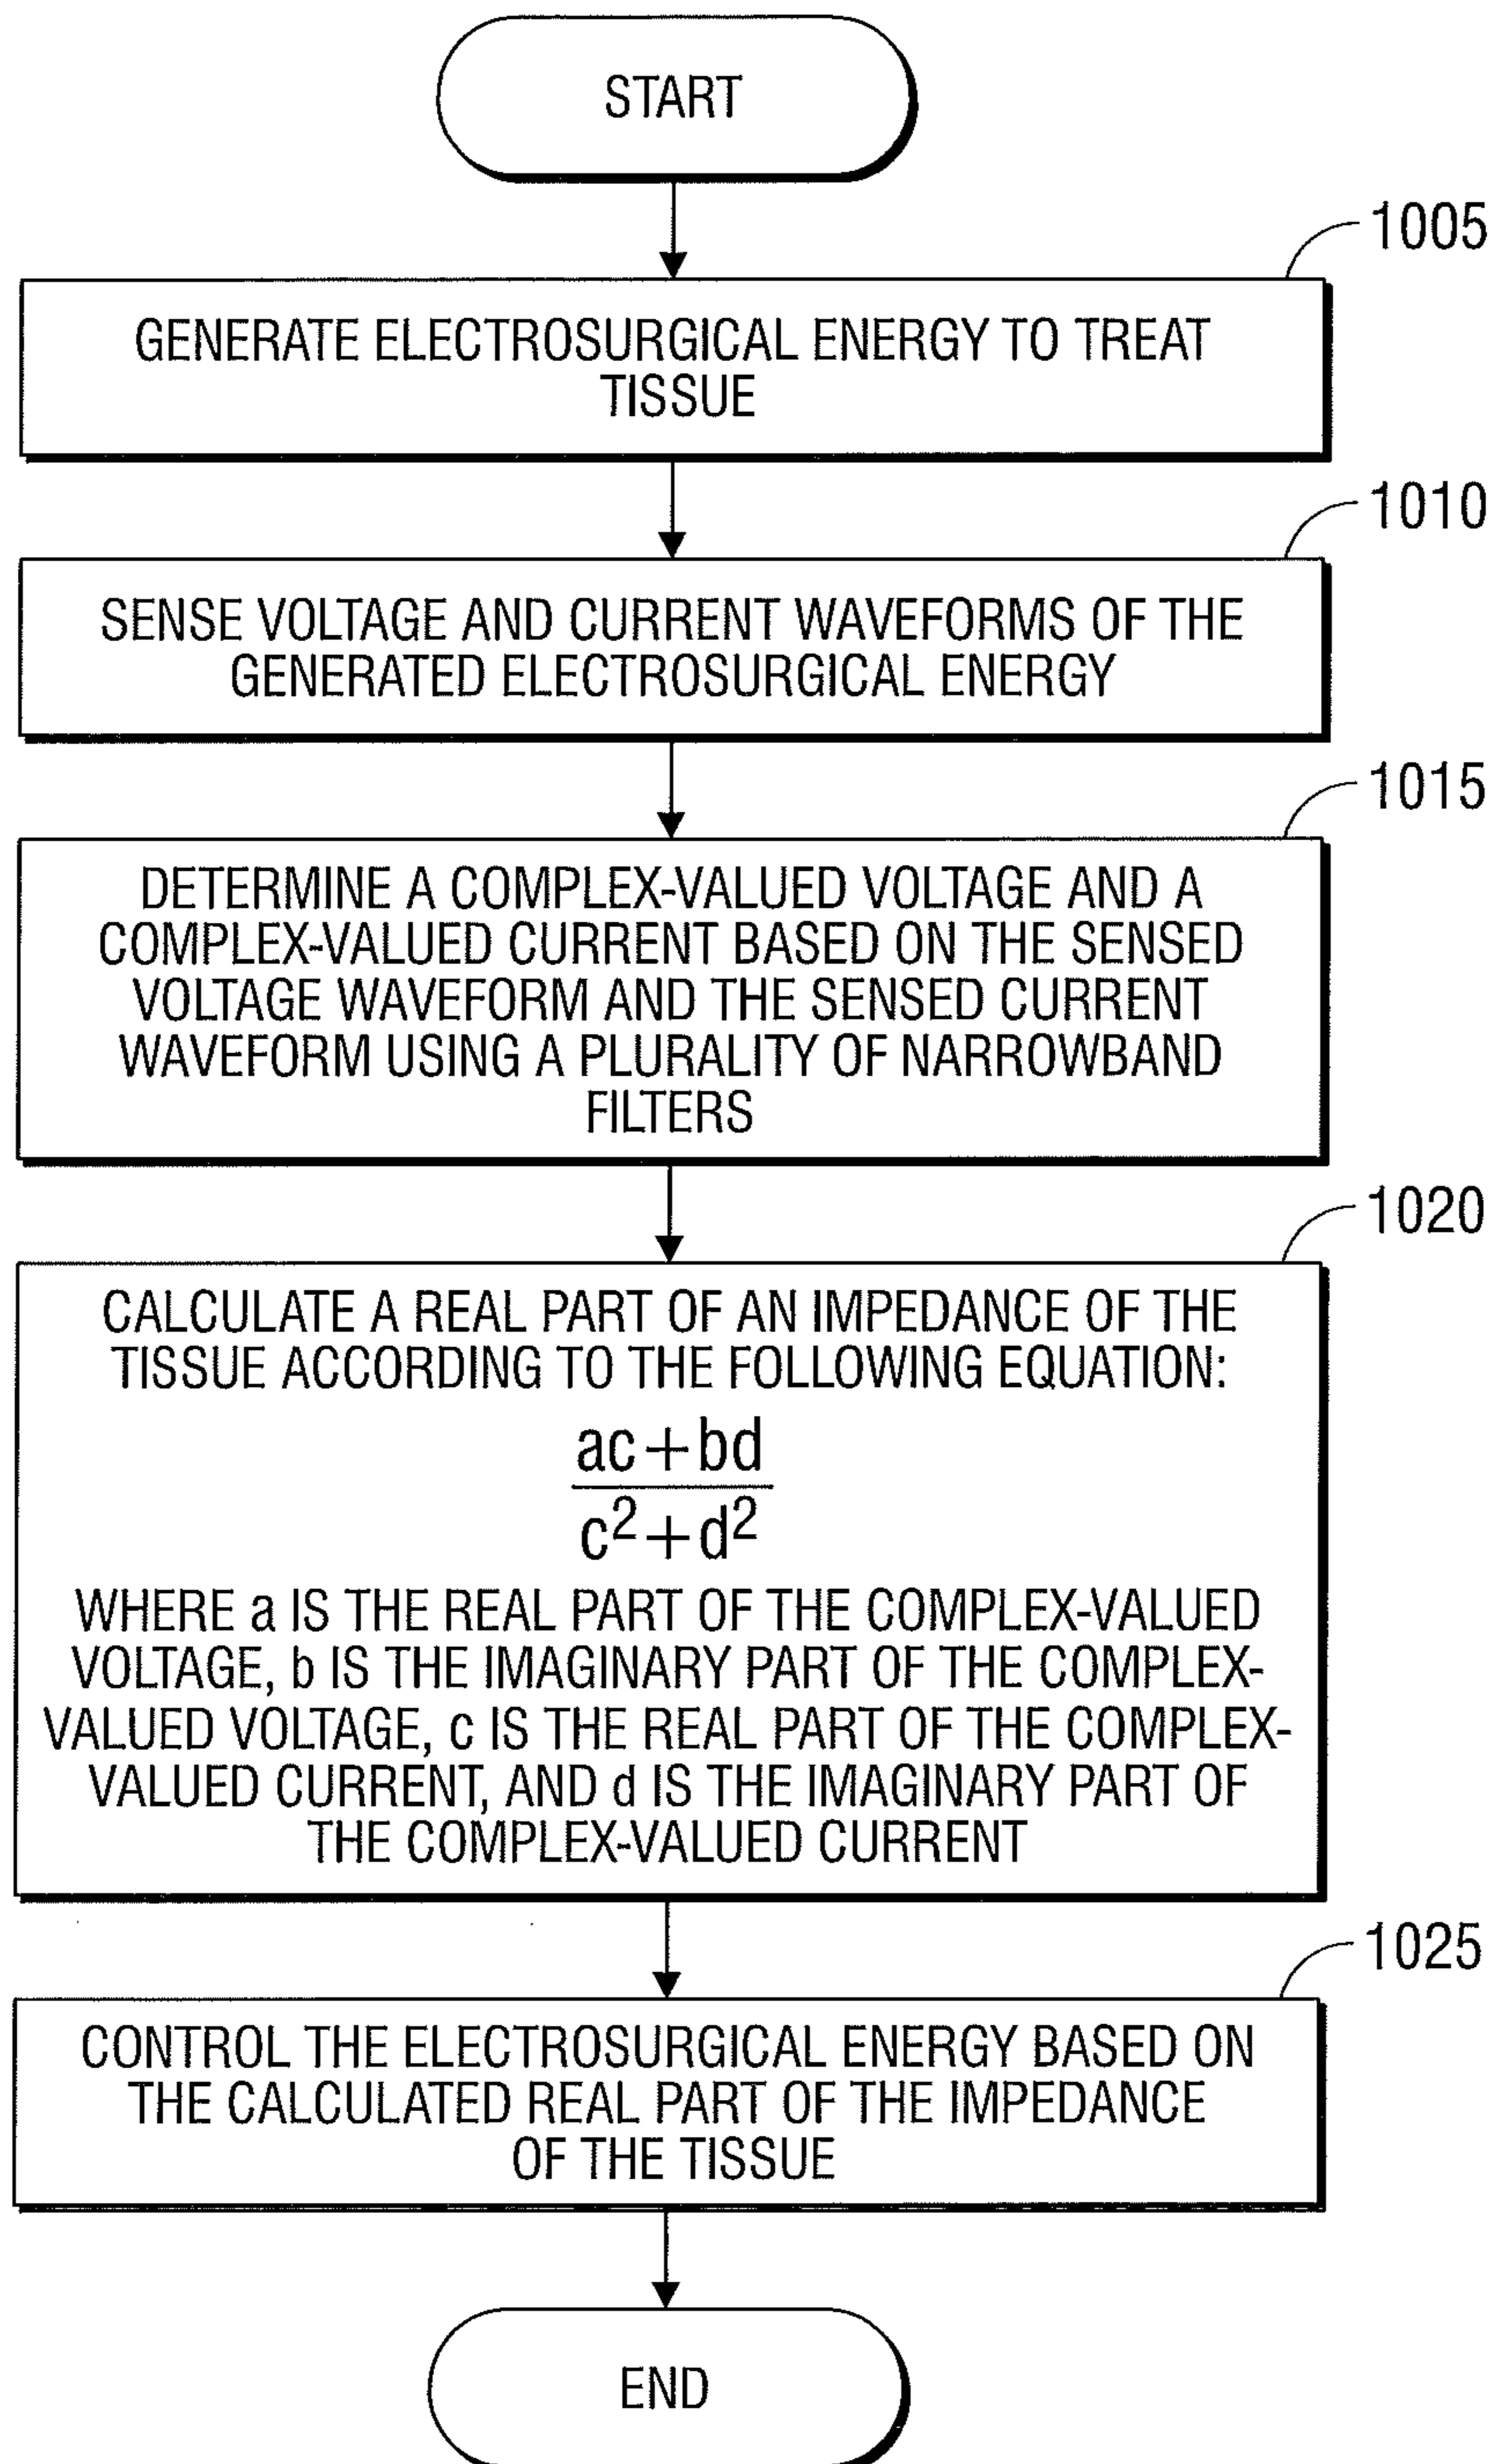 START
1005
GENERATE ELECTROSURGICAL ENERGY TO TREAT
TISSUE
1010
SENSE VOLTAGE AND CURRENT WAVEFORMS OF THE
GENERATED ELECTROSURGICAL ENERGY
1015
DETERMINE A COMPLEX-VALUED VOLTAGE AND A
COMPLEX-VALUED CURRENT BASED ON THE SENSED
VOLTAGE WAVEFORM AND THE SENSED CURRENT
WAVEFORM USING A PLURALITY OF NARROWBAND
FILTERS
1020
CALCULATE A REAL PART OF AN IMPEDANCE OF THE
TISSUE ACCORDING TO THE FOLLOWING EQUATION:
ac+bd
c²+d²
WHERE a IS THE REAL PART OF THE COMPLEX-VALUED
VOLTAGE, b IS THE IMAGINARY PART OF THE COMPLEX-
VALUED VOLTAGE, c IS THE REAL PART OF THE COMPLEX-
VALUED CURRENT, AND d IS THE IMAGINARY PART OF
THE COMPLEX-VALUED CURRENT
1025
CONTROL THE ELECTROSURGICAL ENERGY BASED ON
THE CALCULATED REAL PART OF THE IMPEDANCE
OF THE TISSUE
END